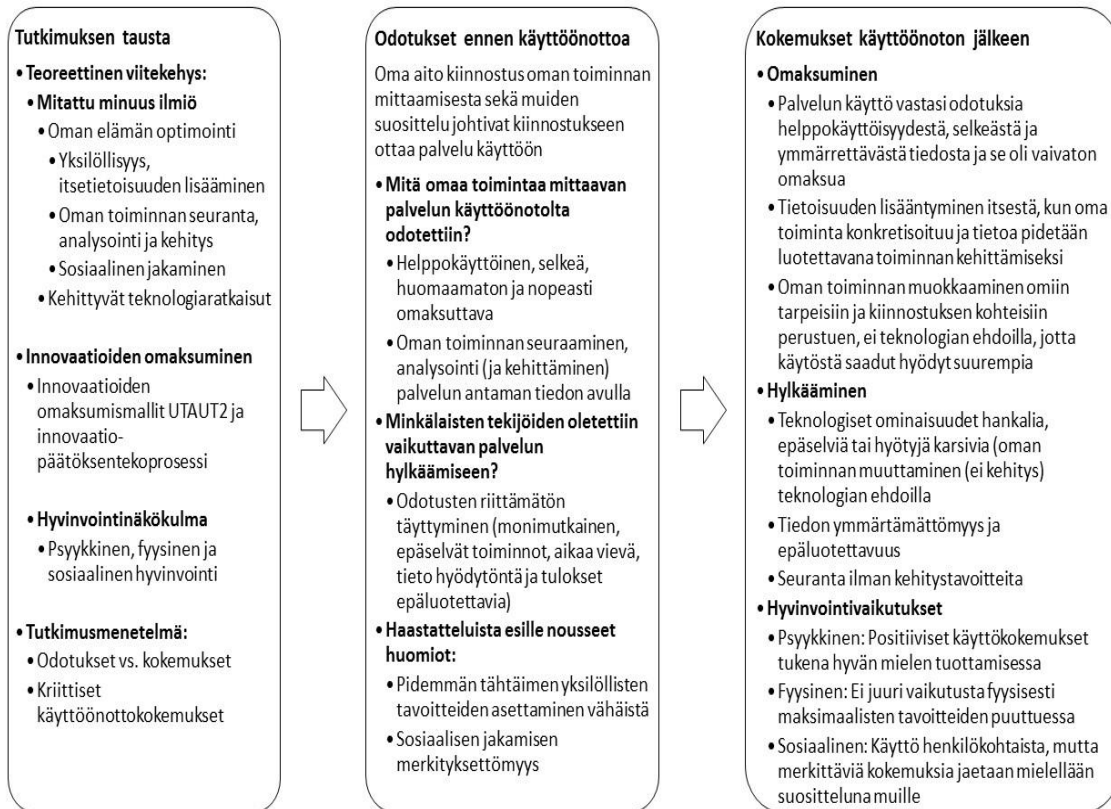 Tutkimuksen tausta
• Teoreettinen viitekehys:
• Mitattu minuus ilmiö
• Oman elämän optimointi
• Yksilöllisyys,
itsetietoisuuden lisääminen
• Oman toiminnan seuranta,
analysointi ja kehitys
• Sosiaalinen jakaminen
• Kehittyvät teknologiaratkaisut
• Innovaatioiden omaksuminen
• Innovaatioiden
omaksumismallit UTAUT2 ja
innovaatio-
päätöksentekoprosessi
• Hyvinvointinäkökulma
• Psyykkinen, fyysinen ja
sosiaalinen hyvinvointi
• Tutkimusmenetelmä:
• Odotukset vs. kokemukset
• Kriittiset
käyttöönottokokemukset
Odotukset ennen käyttöönottoa
Oma aito kiinnostus oman toiminnan
mittaamisesta sekä muiden
suosittelu johtivat kiinnostukseen
ottaa palvelu käyttöön
• Mitä omaa toimintaa mittaavan
palvelun käyttöönotolta
odotettiin?
• Helppokäyttöinen, selkeä,
huomaamaton ja nopeasti
omaksuttava
• Oman toiminnan seuraaminen,
analysointi (ja kehittäminen)
palvelun antaman tiedon avulla
• Minkälaisten tekijöiden oletettiin
vaikuttavan palvelun
hylkäämiseen?
• Odotusten riittämätön
täyttyminen (monimutkainen,
epäselvät toiminnot, aikaa vievä,
tieto hyödytöntä ja tulokset
epäluotettavia)
• Haastatteluista esille nousseet
huomiot:
• Pidemmän tähtäimen yksilöllisten
tavoitteiden asettaminen vähäistä
• Sosiaalisen jakamisen
merkityksettömyys
Kokemukset käyttöönoton jälkeen
• Omaksuminen
• Palvelun käyttö vastasi odotuksia
helppokäyttöisyydestä, selkeästä ja
ymmärrettävästä tiedosta ja se oli vaivaton
omaksua
• Tietoisuuden lisääntyminen itsestä, kun oma
toiminta konkretisoituu ja tietoa pidetään
luotettavana toiminnan kehittämiseksi
• Oman toiminnan muokkaaminen omiin
tarpeisiin ja kiinnostuksen kohteisiin
perustuen, ei teknologian ehdoilla, jotta
käytöstä saadut hyödyt suurempia
• Hylkääminen
• Teknologiset ominaisuudet hankalia,
epäselviä tai hyötyjä karsivia (oman
toiminnan muuttaminen (ei kehitys)
teknologian ehdoilla
• Tiedon ymmärtämättömyys ja
epäluotettavuus
• Seuranta ilman kehitystavoitteita
• Hyvinvointivaikutukset
• Psyykkinen: Positiiviset käyttökokemukset
tukena hyvän mielen tuottamisessa
• Fyysinen: Ei juuri vaikutusta fyysisesti
maksimaalisten tavoitteiden puuttuessa
• Sosiaalinen: Käyttö henkilökohtaista, mutta
merkittäviä kokemuksia jaetaan mielellään
suositteluna muille